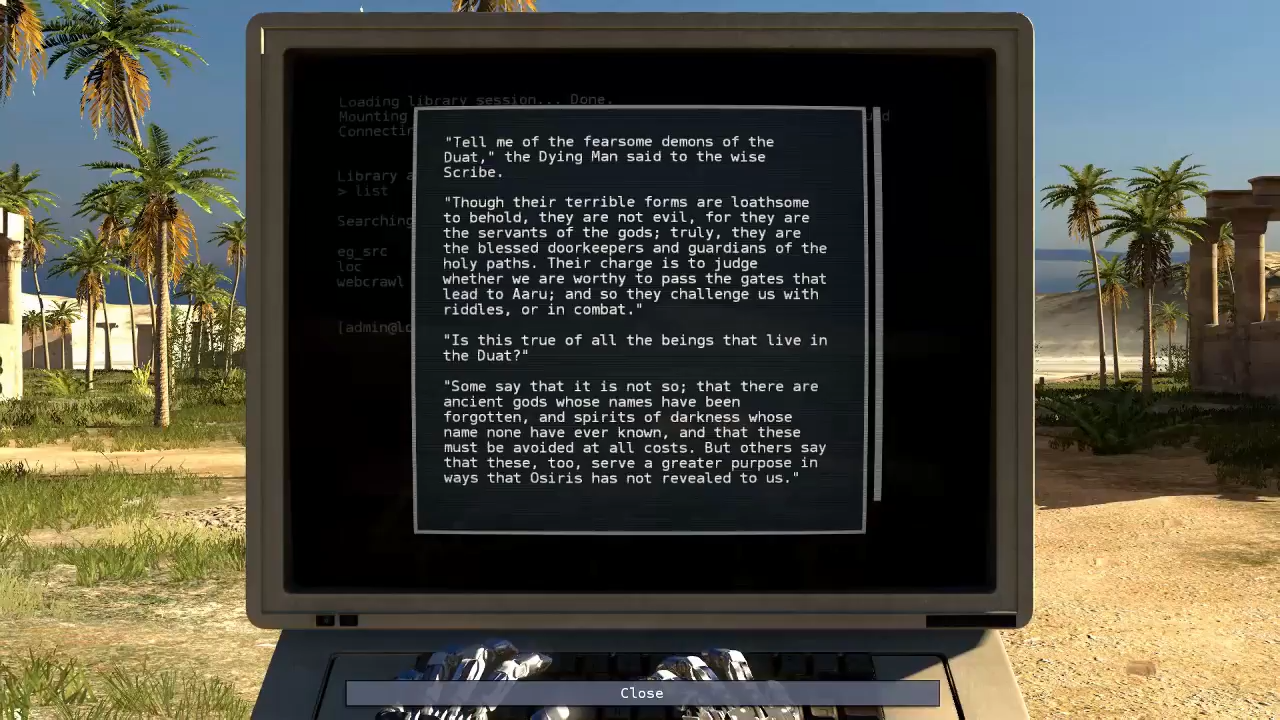 Loading library session... Done.
Mounting
Connectin
Library a
> list
Searching
eg_src
loc
webcrawl
[admin@lo
"Tell me of the fearsome demons of the
Duat," the Dying Man said to the wise
Scribe.
"Though their terrible forms are loathsome
to behold, they are not evil, for they are
the servants of the gods; truly, they are
the blessed doorkeepers and guardians of the
holy paths. Their charge is to judge
whether we are worthy to pass the gates that
lead to Aaru; and so they challenge us with
riddles, or in combat."
"Is this true of all the beings that live in
the Duat?"
"Some say that it is not so; that there are
ancient gods whose names have been
forgotten, and spirits of darkness whose
name none have ever known, and that these
must be avoided at all costs. But others say
that these, too, serve a greater purpose in
ways that Osiris has not revealed to us."
Close